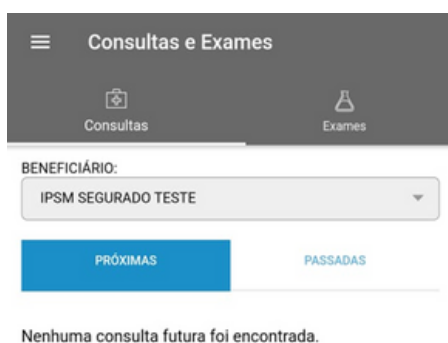 Consultas e Exames
Consultas Exames
BENEFICIÁRIO:
IPSM SEGURADO TESTE
PRÓXIMAS PASSADAS
Nenhuma consulta futura foi encontrada.